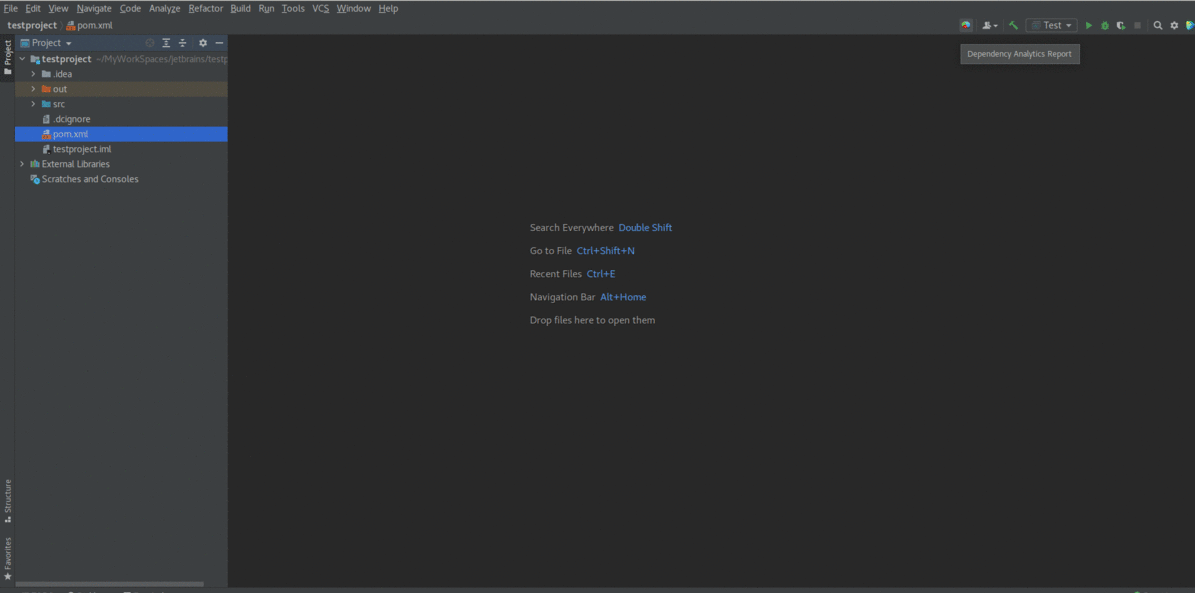 File Edit View Navigate Code Analyze Refactor Build Run Tools VCS Window Help
testproject pom.xml
Test
Project
Project
Dependency Analytics Report
testproject ~/MyWorkSpaces/jetbrains/testp
.idea
out
src
.dcignore
pom.xml
testproject.iml
External Libraries
Scratches and Consoles
Search Everywhere Double Shift
Go to File Ctrl+Shift+N
Recent Files Ctrl+E
Navigation Bar Alt+Home
Drop files here to open them
Structure
Favorites